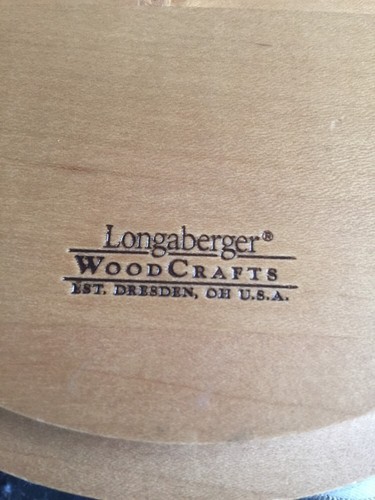 Longaberger®
WOODCRAFTS
EST. DRESDEN, OH U.S.A.